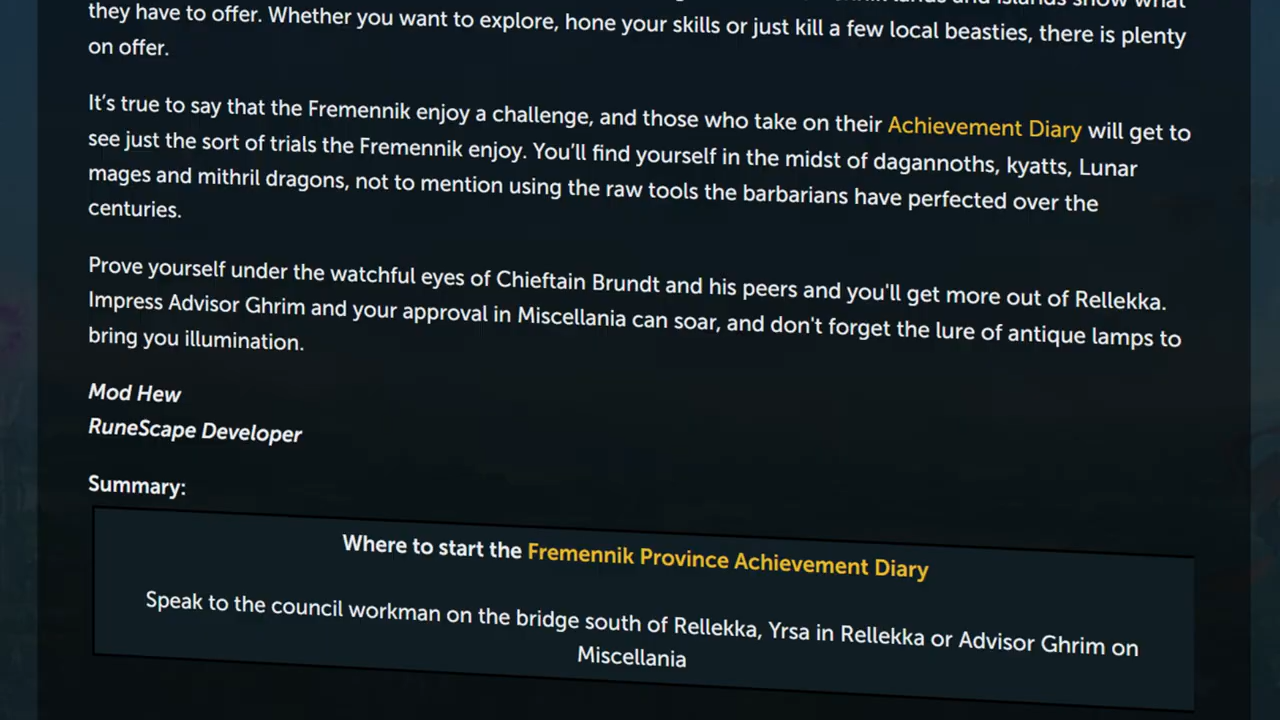 they have to offer. Whether you want to explore, hone your skills or just kill a few local beasties, there is plenty
on offer.
It's true to say that the Fremennik enjoy a challenge, and those who take on their Achievement Diary will get to
see just the sort of trials the Fremennik enjoy. You'll find yourself in the midst of dagannoths, kyatts, Lunar
mages and mithril dragons, not to mention using the raw tools the barbarians have perfected over the
centuries.
Prove yourself under the watchful eyes of Chieftain Brundt and his peers and you'll get more out of Rellekka.
Impress Advisor Ghrim and your approval in Miscellania can soar, and don't forget the lure of antique lamps to
bring you illumination.
Mod Hew
RuneScape Developer
Summary:
Where to start the Fremennik Province Achievement Diary
Speak to the council workman on the bridge south of Rellekka, Yrsa in Rellekka or Advisor Ghrim on
Miscellania